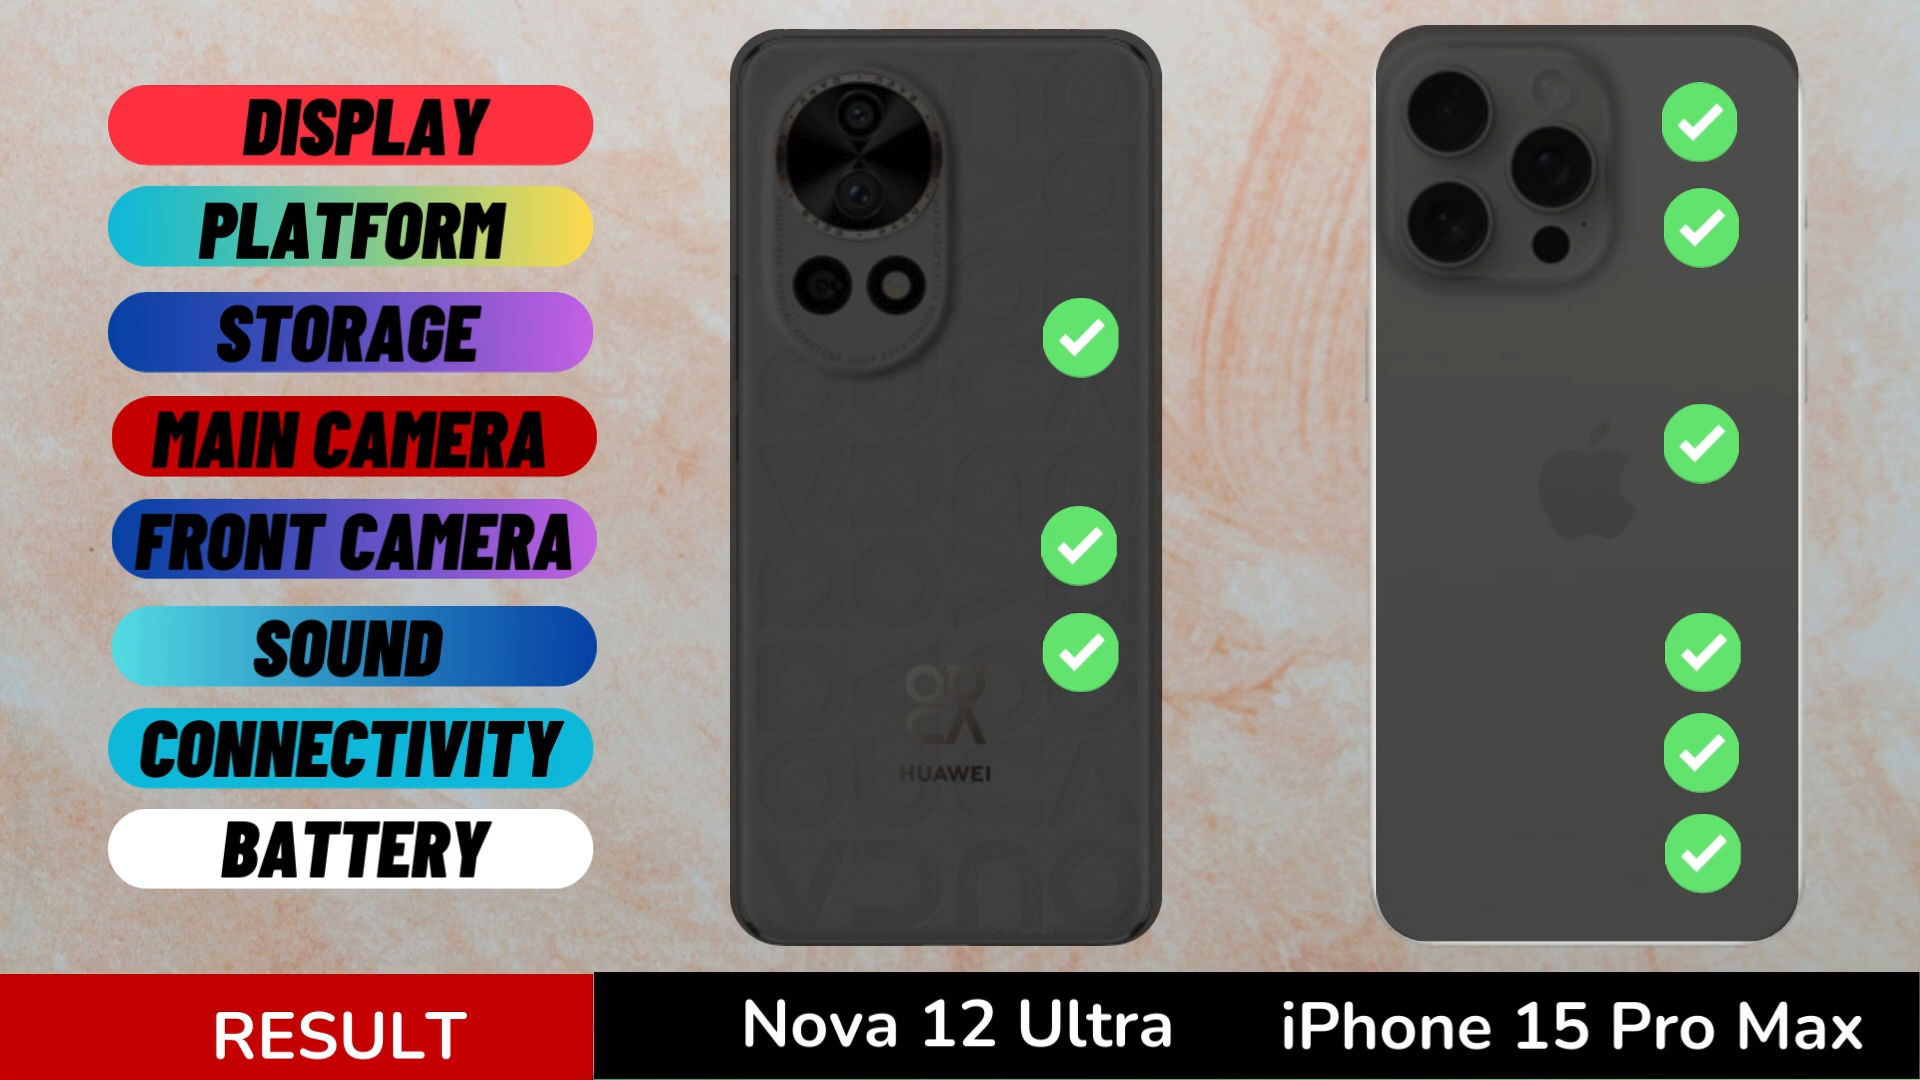 DISPLAY
PLATFORM
STORAGE
MAIN CAMERA
FRONT CAMERA
SOUND
CONNECTIVITY
BATTERY
HUAWEI
RESULT
Nova 12 Ultra
iPhone 15 Pro Max